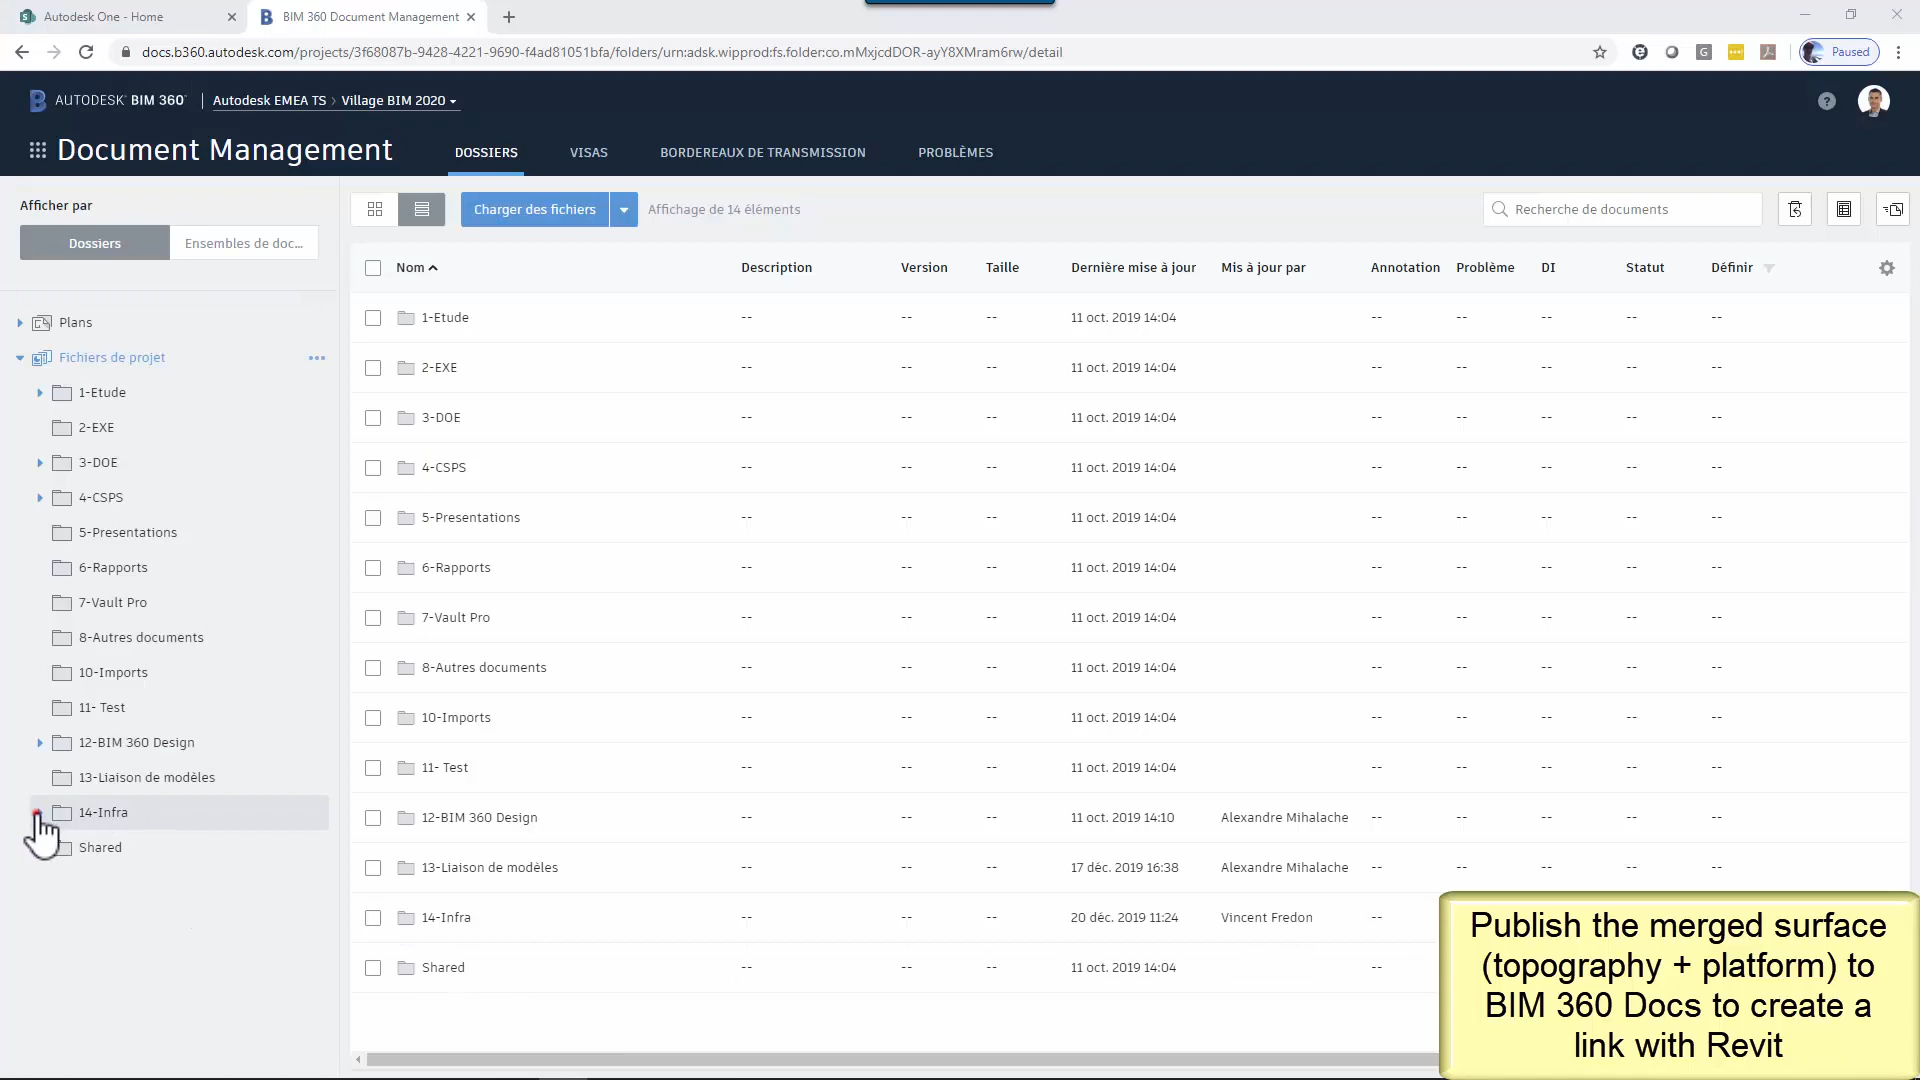 Autodesk One - Home
BIM 360 Document Management
docs.b360.autodesk.com/projects/3f68087b-9428-4221-9690-f4ad81051bfa/folders/urn:adsk.wipprod:fs.folder:co.mMxjcdDOR-ayY8XMram6rw/detail
Paused
AUTODESK® BIM 360° Autodesk EMEA TS > Village BIM 2020
Document Management DOSSIERS VISAS BORDEREAUX DE TRANSMISSION PROBLÈMES
Afficher par
Dossiers Ensembles de doc...
Charger des fichiers Affichage de 14 éléments Recherche de documents
Nom Description Version Taille Dernière mise à jour Mis à jour par Annotation Problème DI Statut Définir
Plans
Fichiers de projet •••
1-Etude
2-EXE
3-DOE
4-CSPS
5-Presentations
6-Rapports
7-Vault Pro
8-Autres documents
10-Imports
11- Test
12-BIM 360 Design
13-Liaison de modèles
14-Infra
Shared
1-Etude -- -- -- 11 oct. 2019 14:04 -- -- -- -- --
2-EXE -- -- -- 11 oct. 2019 14:04 -- -- -- -- --
3-DOE -- -- -- 11 oct. 2019 14:04 -- -- -- -- --
4-CSPS -- -- -- 11 oct. 2019 14:04 -- -- -- -- --
5-Presentations -- -- -- 11 oct. 2019 14:04 -- -- -- -- --
6-Rapports -- -- -- 11 oct. 2019 14:04 -- -- -- -- --
7-Vault Pro -- -- -- 11 oct. 2019 14:04 -- -- -- -- --
8-Autres documents -- -- -- 11 oct. 2019 14:04 -- -- -- -- --
10-Imports -- -- -- 11 oct. 2019 14:04 -- -- -- -- --
11- Test -- -- -- 11 oct. 2019 14:04 -- -- -- -- --
12-BIM 360 Design -- -- -- 11 oct. 2019 14:10 Alexandre Mihalache -- -- -- -- --
13-Liaison de modèles -- -- -- 17 déc. 2019 16:38 Alexandre Mihalache -- -- -- -- --
14-Infra -- -- -- 20 déc. 2019 11:24 Vincent Fredon --
Shared -- -- -- 11 oct. 2019 14:04 --
Publish the merged surface
(topography + platform) to
BIM 360 Docs to create a
link with Revit